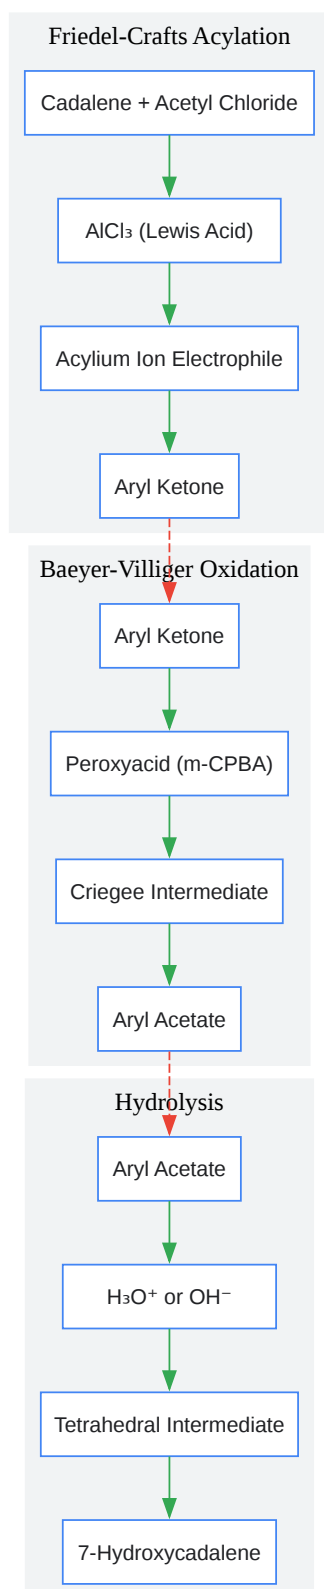 Friedel-Crafts Acylation
Cadalene + Acetyl Chloride
AlCl₃ (Lewis Acid)
Acylium Ion Electrophile
Aryl Ketone
Baeyer-Villiger Oxidation
Aryl Ketone
Peroxyacid (m-CPBA)
Criegee Intermediate
Aryl Acetate
Hydrolysis
Aryl Acetate
H₃O⁺ or OH⁻
Tetrahedral Intermediate
7-Hydroxycadalene